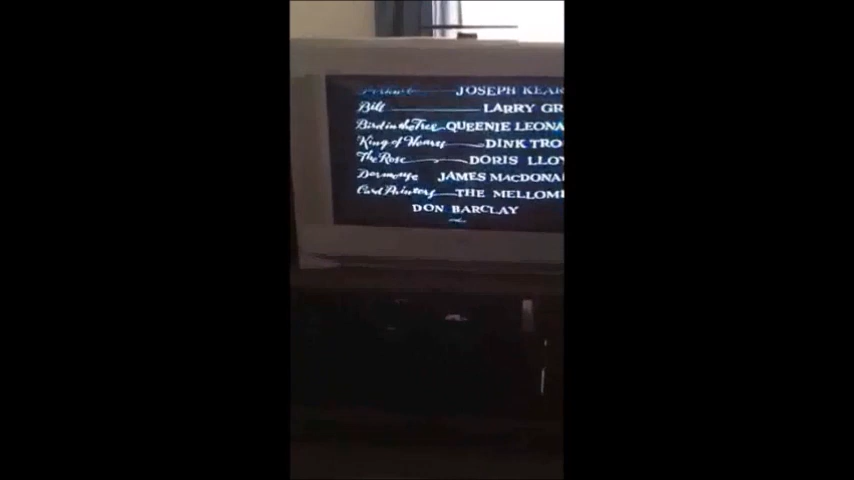 Doorknob JOSEPH KEAR
Bill LARRY GR
Bird in the Tree QUEENIE LEONA
King of Hearts DINK TRO
The Rose DORIS LLOY
Dormouse JAMES MACDONA
Card Painters THE MELLOME
DON BARCLAY